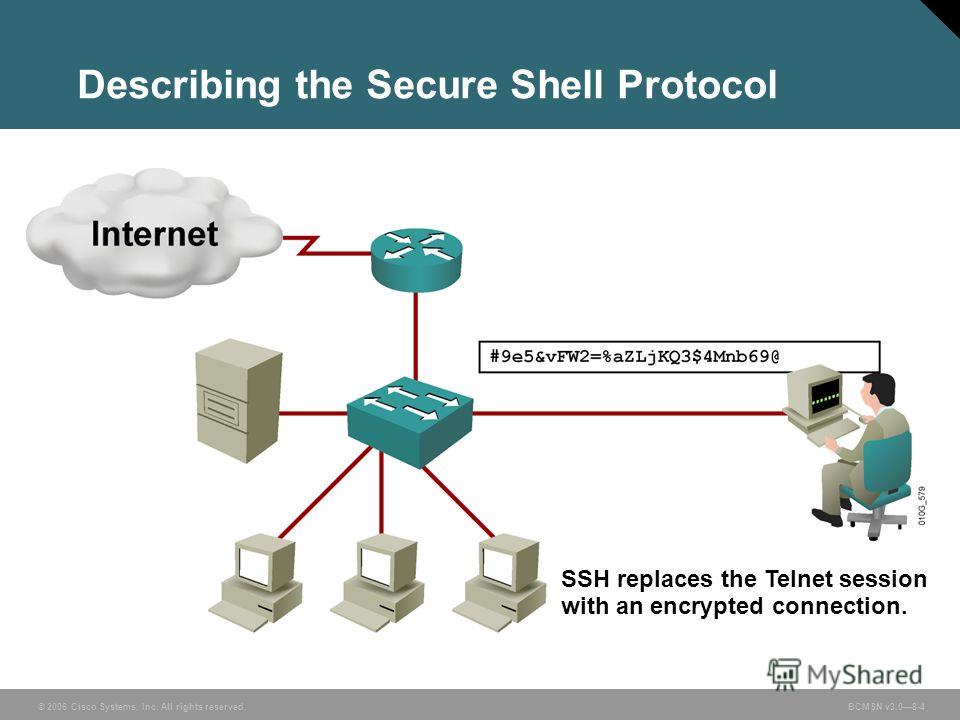 Describing the Secure Shell Protocol
Internet
#9e5&vFW2=%aZLjKQ3$4Mnb69@
010G_579
SSH replaces the Telnet session
with an encrypted connection.
MyShared
© 2006 Cisco Systems, Inc. All rights reserved.
BCMSN v3.0—8-4